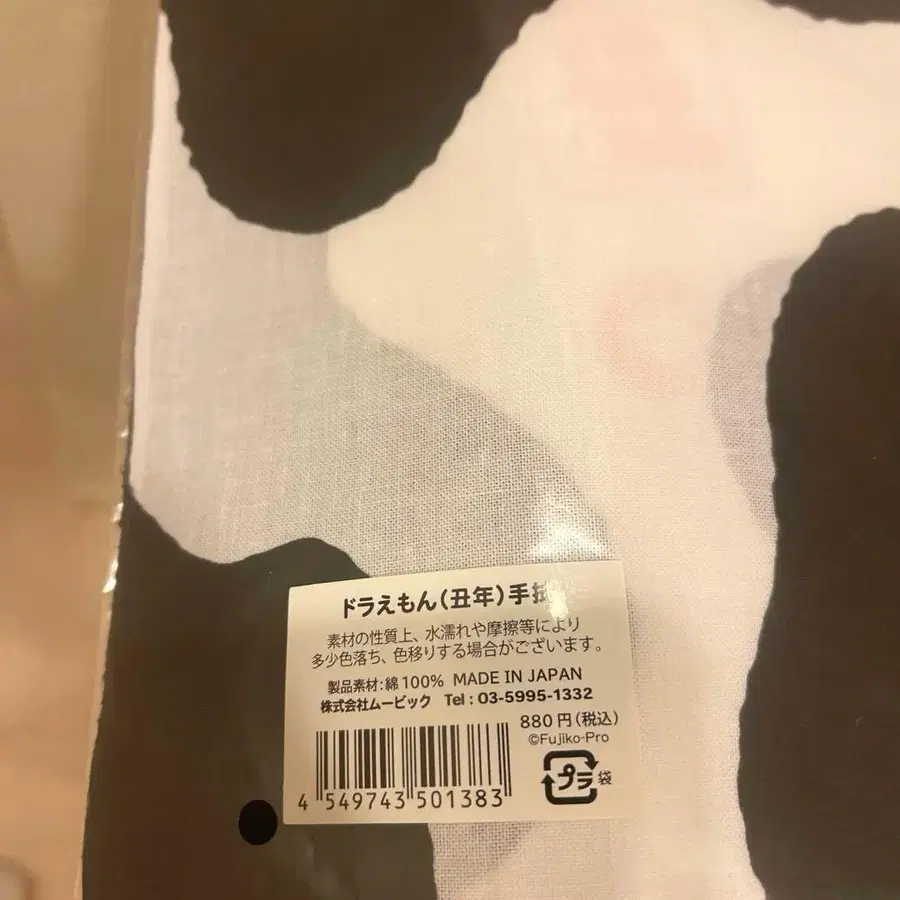 ドラえもん(丑年)手拭
素材の性質上、水濡れや摩擦等により
多少色落ち、色移りする場合がございます。
製品素材:綿100% MADE IN JAPAN
株式会社ムービック Tel:03-5995-1332
880円(税込)
©Fujiko-Pro
プラ 袋
4 549743 501383